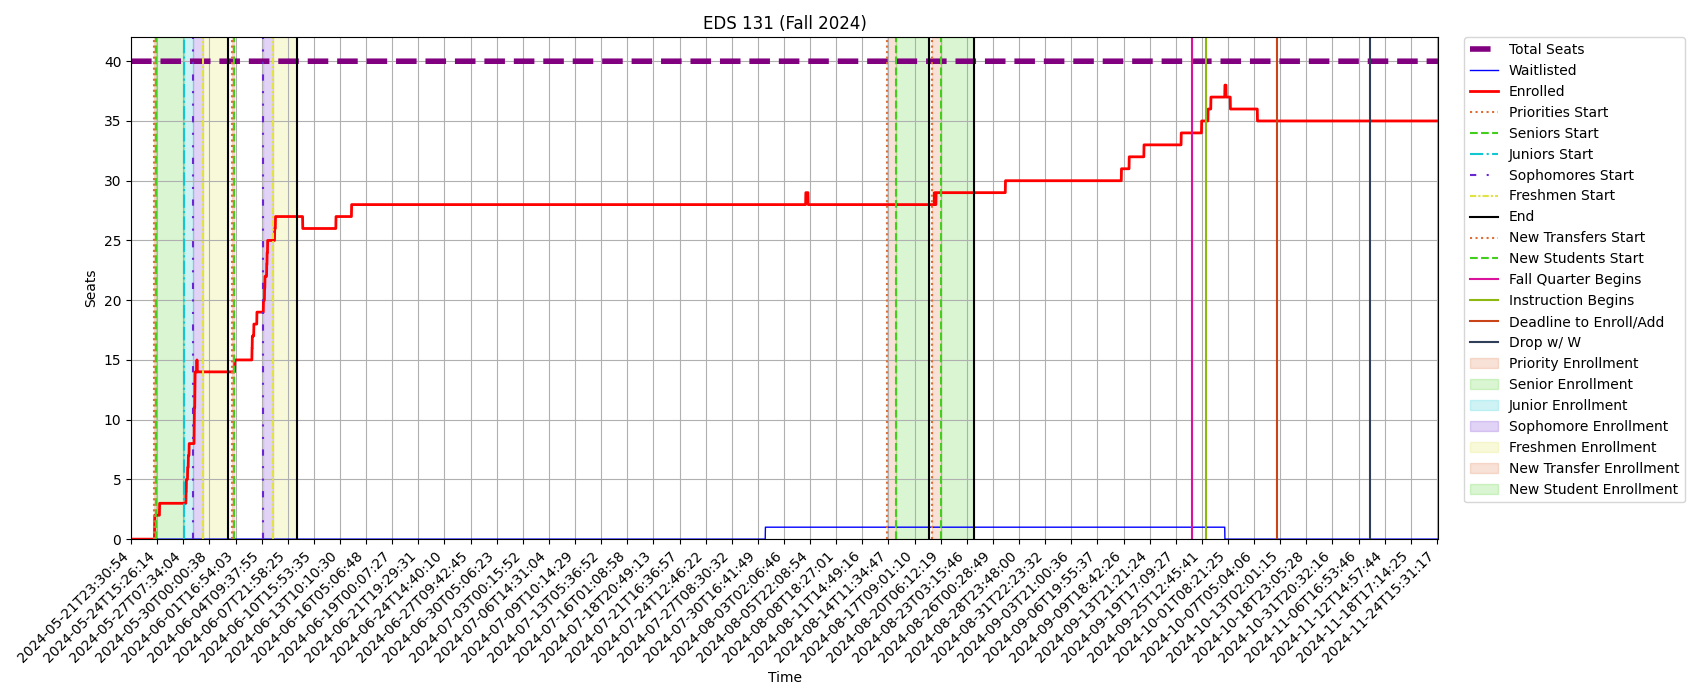 EDS 131 (Fall 2024)
Seats
40
35
30
25
20
15
10
5
0
2024-05-21T23:30:54
2024-05-24T15:26:14
2024-05-27T07:34:04
2024-05-30T00:00:38
2024-06-01T16:54:03
2024-06-04T09:37:55
2024-06-07T21:58:25
2024-06-10T15:53:35
2024-06-13T10:10:30
2024-06-16T05:06:48
2024-06-19T00:07:27
2024-06-21T19:29:31
2024-06-24T14:40:10
2024-06-27T09:42:45
2024-06-30T05:06:23
2024-07-03T00:15:52
2024-07-06T14:31:04
2024-07-09T10:14:29
2024-07-13T05:36:52
2024-07-16T01:08:58
2024-07-18T20:49:13
2024-07-21T16:36:57
2024-07-24T12:46:22
2024-07-27T08:30:32
2024-07-30T16:41:49
2024-08-03T02:06:46
2024-08-05T22:08:54
2024-08-08T18:27:01
2024-08-11T14:49:16
2024-08-14T11:34:47
2024-08-17T09:01:10
2024-08-20T06:12:19
2024-08-23T03:15:46
2024-08-26T00:28:49
2024-08-28T23:48:00
2024-08-31T22:23:32
2024-09-03T21:00:36
2024-09-06T19:55:37
2024-09-09T18:42:26
2024-09-13T21:21:24
2024-09-19T17:09:27
2024-09-25T12:45:41
2024-10-01T08:21:25
2024-10-07T05:04:06
2024-10-13T02:01:15
2024-10-18T23:05:28
2024-10-31T20:32:16
2024-11-06T16:53:46
2024-11-12T14:57:44
2024-11-18T17:14:25
2024-11-24T15:31:17
Time
Total Seats
Waitlisted
Enrolled
Priorities Start
Seniors Start
Juniors Start
Sophomores Start
Freshmen Start
End
New Transfers Start
New Students Start
Fall Quarter Begins
Instruction Begins
Deadline to Enroll/Add
Drop w/ W
Priority Enrollment
Senior Enrollment
Junior Enrollment
Sophomore Enrollment
Freshmen Enrollment
New Transfer Enrollment
New Student Enrollment